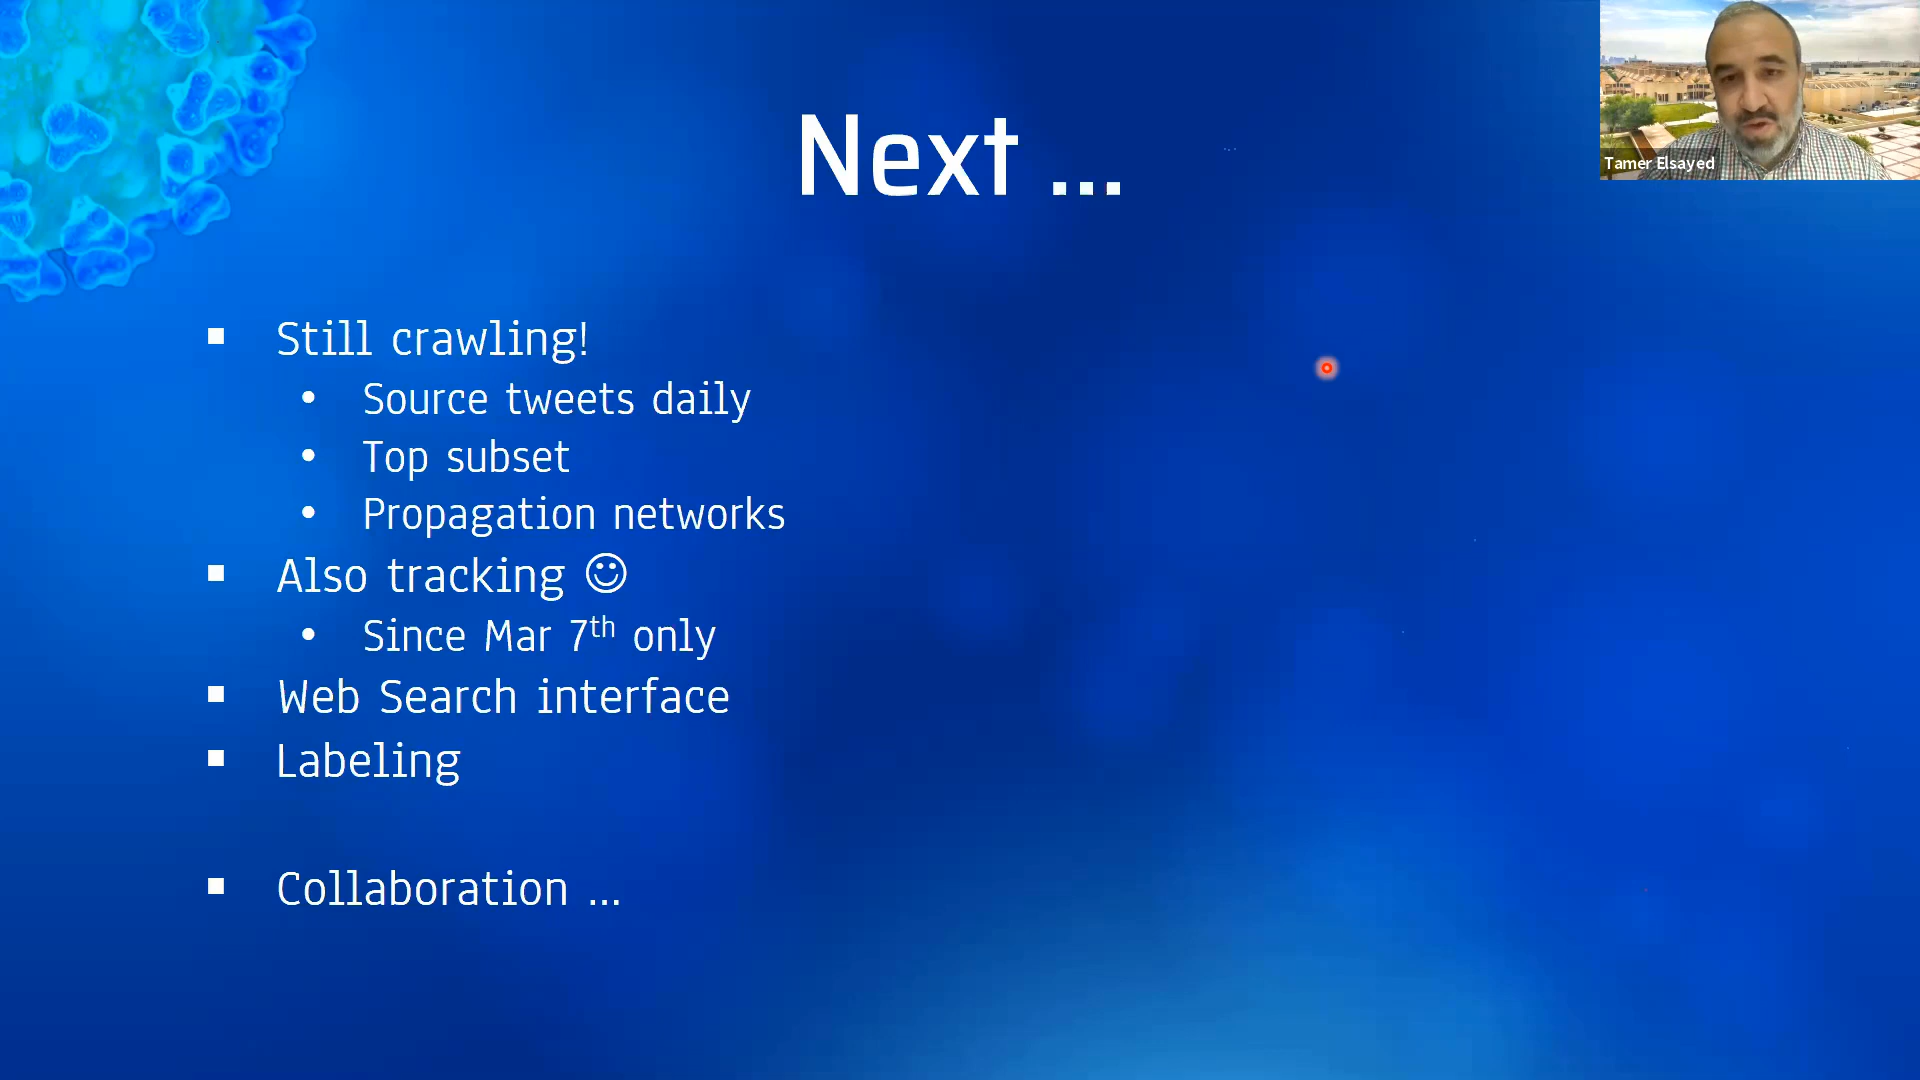 Next ...
Tamer Elsayed
Still crawling!
Source tweets daily
Top subset
Propagation networks
Also tracking ☺
Since Mar 7th only
Web Search interface
Labeling
Collaboration ...